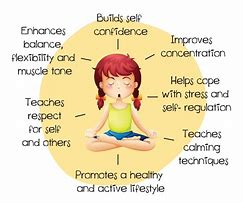 Builds self
confidence
Enhances
balance,
flexibility and
muscle tone
Improves
concentration
Helps cope
with stress and
self- regulation
Teaches
respect
for self
and others
Teaches
calming
techniques
Promotes a healthy
and active lifestyle